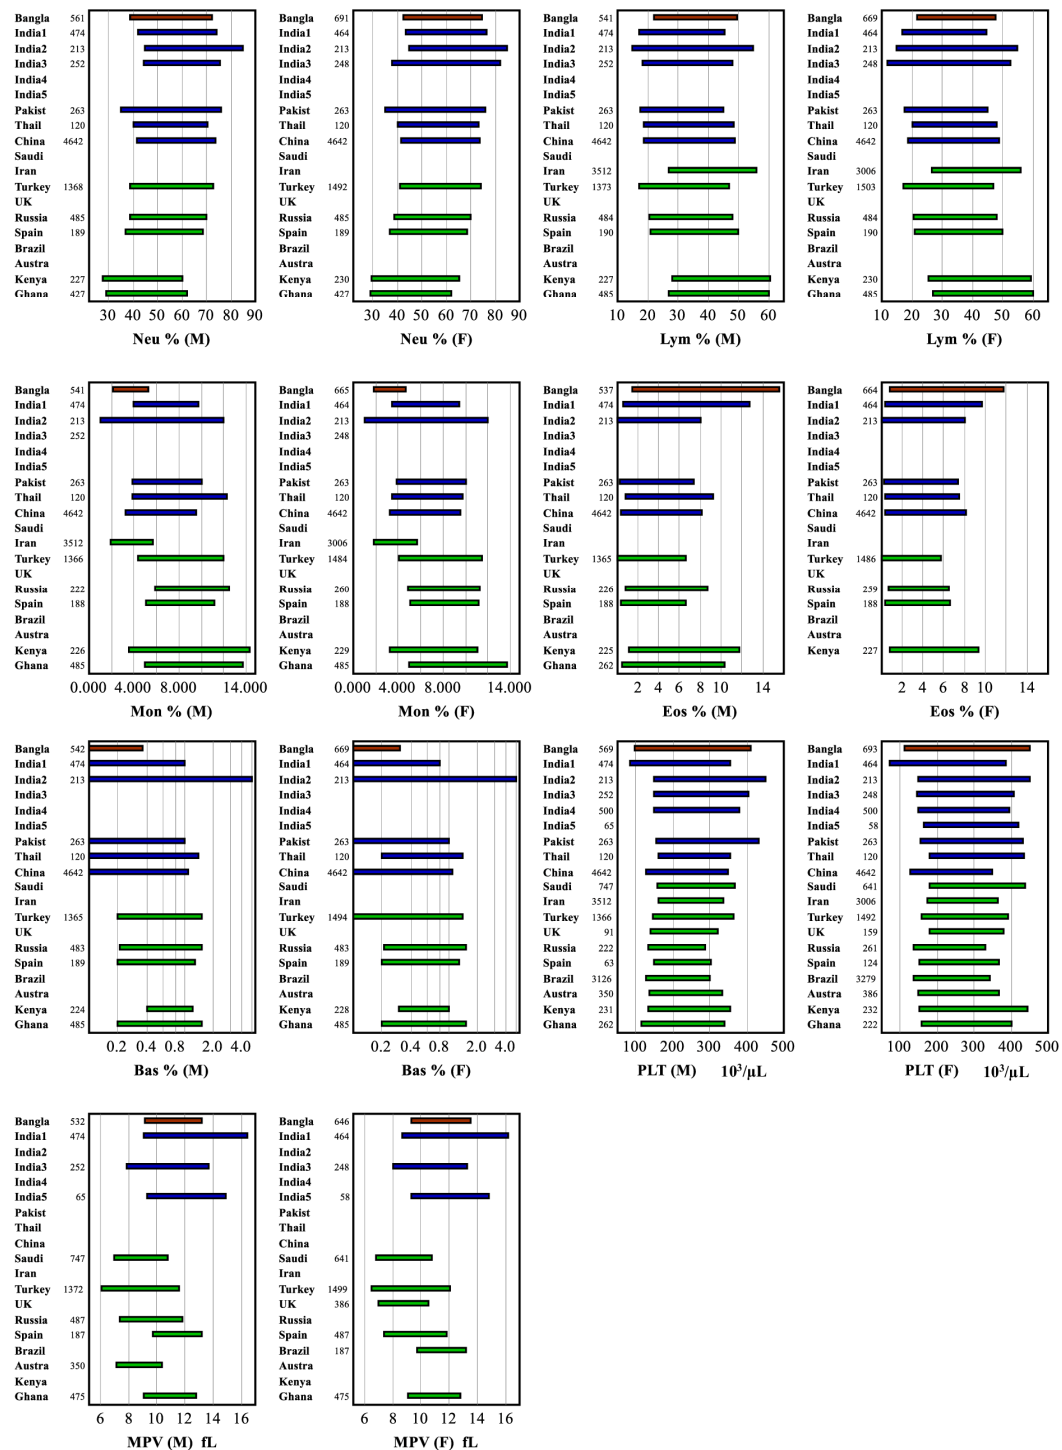 Bangla 561
India1 474
India2 213
India3 252
India4
India5
Pakist 263
Thail 120
China 4642
Saudi
Iran
Turkey 1368
UK
Russia 485
Spain 189
Brazil
Austra
Kenya 227
Ghana 427
30 40 50 60 70 80 90
Neu % (M)
Bangla 691
India1 464
India2 213
India3 248
India4
India5
Pakist 263
Thail 120
China 4642
Saudi
Iran
Turkey 1492
UK
Russia 485
Spain 189
Brazil
Austra
Kenya 230
Ghana 427
30 40 50 60 70 80 90
Neu % (F)
Bangla 541
India1 474
India2 213
India3 252
India4
India5
Pakist 263
Thail 120
China 4642
Saudi
Iran 3512
Turkey 1373
UK
Russia 484
Spain 190
Brazil
Austra
Kenya 227
Ghana 485
10 20 30 40 50 60
Lym % (M)
Bangla 669
India1 464
India2 213
India3 248
India4
India5
Pakist 263
Thail 120
China 4642
Saudi
Iran 3006
Turkey 1503
UK
Russia 484
Spain 190
Brazil
Austra
Kenya 230
Ghana 485
10 20 30 40 50 60
Lym % (F)
Bangla 541
India1 474
India2 213
India3 252
India4
India5
Pakist 263
Thail 120
China 4642
Saudi
Iran 3512
Turkey 1366
UK
Russia 222
Spain 188
Brazil
Austra
Kenya 226
Ghana 485
0.000 4.000 8.000 14.000
Mon % (M)
Bangla 665
India1 464
India2 213
India3 248
India4
India5
Pakist 263
Thail 120
China 4642
Saudi
Iran 3006
Turkey 1484
UK
Russia 260
Spain 188
Brazil
Austra
Kenya 229
Ghana 485
0.000 4.000 8.000 14.000
Mon % (F)
Bangla 537
India1 474
India2 213
India3
India4
India5
Pakist 263
Thail 120
China 4642
Saudi
Iran
Turkey 1365
UK
Russia 226
Spain 188
Brazil
Austra
Kenya 225
Ghana 262
2 4 6 8 10 14
Eos % (M)
Bangla 664
India1 464
India2 213
India3
India4
India5
Pakist 263
Thail 120
China 4642
Saudi
Iran
Turkey 1486
UK
Russia 259
Spain 188
Brazil
Austra
Kenya 227
2 4 6 8 10 14
Eos % (F)
Bangla 542
India1 474
India2 213
India3
India4
India5
Pakist 263
Thail 120
China 4642
Saudi
Iran
Turkey 1365
UK
Russia 483
Spain 189
Brazil
Austra
Kenya 224
Ghana 485
0.2 0.4 0.8 2.0 4.0
Bas % (M)
Bangla 669
India1 464
India2 213
India3
India4
India5
Pakist 263
Thail 120
China 4642
Saudi
Iran
Turkey 1494
UK
Russia 483
Spain 189
Brazil
Austra
Kenya 228
Ghana 485
0.2 0.4 0.8 2.0 4.0
Bas % (F)
Bangla 569
India1 474
India2 213
India3 252
India4 500
India5 65
Pakist 263
Thail 120
China 4642
Saudi 747
Iran 3512
Turkey 1366
UK 91
Russia 222
Spain 63
Brazil 3126
Austra 350
Kenya 231
Ghana 262
100 200 300 400 500
PLT (M) 10³/µL
Bangla 693
India1 464
India2 213
India3 248
India4 500
India5 58
Pakist 263
Thail 120
China 4642
Saudi 641
Iran 3006
Turkey 1492
UK 159
Russia 261
Spain 124
Brazil 3279
Austra 386
Kenya 232
Ghana 222
100 200 300 400 500
PLT (F) 10³/µL
Bangla 532
India1 474
India2
India3 252
India4
India5 65
Pakist
Thail
China
Saudi 747
Iran
Turkey 1372
UK
Russia 487
Spain 187
Brazil
Austra 350
Kenya
Ghana 475
6 8 10 12 14 16
MPV (M) fL
Bangla 646
India1 464
India2
India3 248
India4
India5 58
Pakist
Thail
China
Saudi 641
Iran
Turkey 1499
UK 386
Russia
Spain 487
Brazil 187
Austra
Kenya
Ghana 475
6 8 10 12 14 16
MPV (F) fL